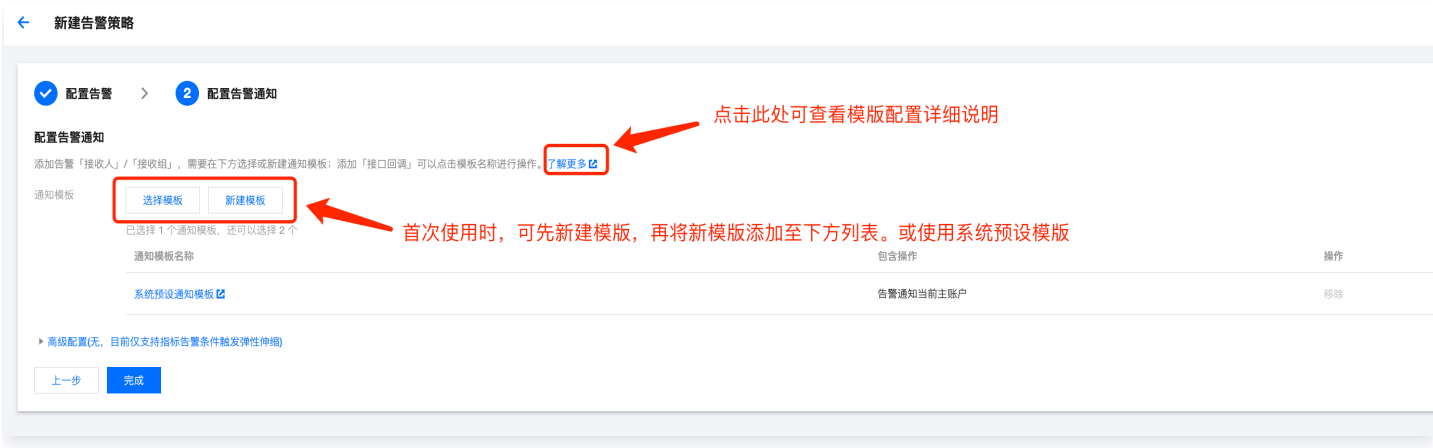 新建告警策略
配置告警 2 配置告警通知
点击此处可查看模版配置详细说明
配置告警通知
添加告警「接收人」/「接收组」，需要在下方选择或新建通知模板；添加「接口回调」可以点击模板名称进行操作。了解更多
通知模板 选择模板 新建模板
已选择 1 个通知模板，还可以选择 2 个
首次使用时，可先新建模版，再将新模版添加至下方列表。或使用系统预设模版
通知模板名称 包含操作 操作
系统预设通知模板 告警通知当前主账户 移除
高级配置(无，目前仅支持指标告警条件触发弹性伸缩)
上一步 完成